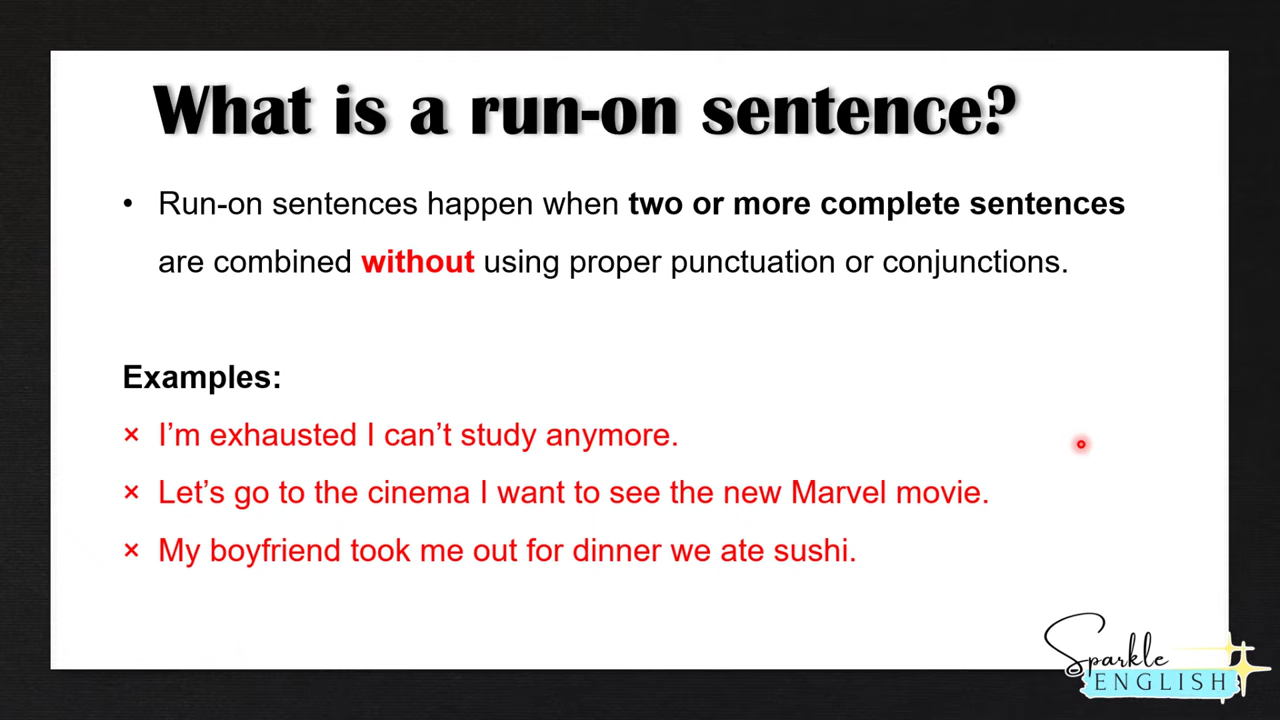 What is a run-on sentence?
• Run-on sentences happen when two or more complete sentences
are combined without using proper punctuation or conjunctions.
Examples:
× I’m exhausted I can’t study anymore.
× Let’s go to the cinema I want to see the new Marvel movie.
× My boyfriend took me out for dinner we ate sushi.
Sparkle
ENGLISH